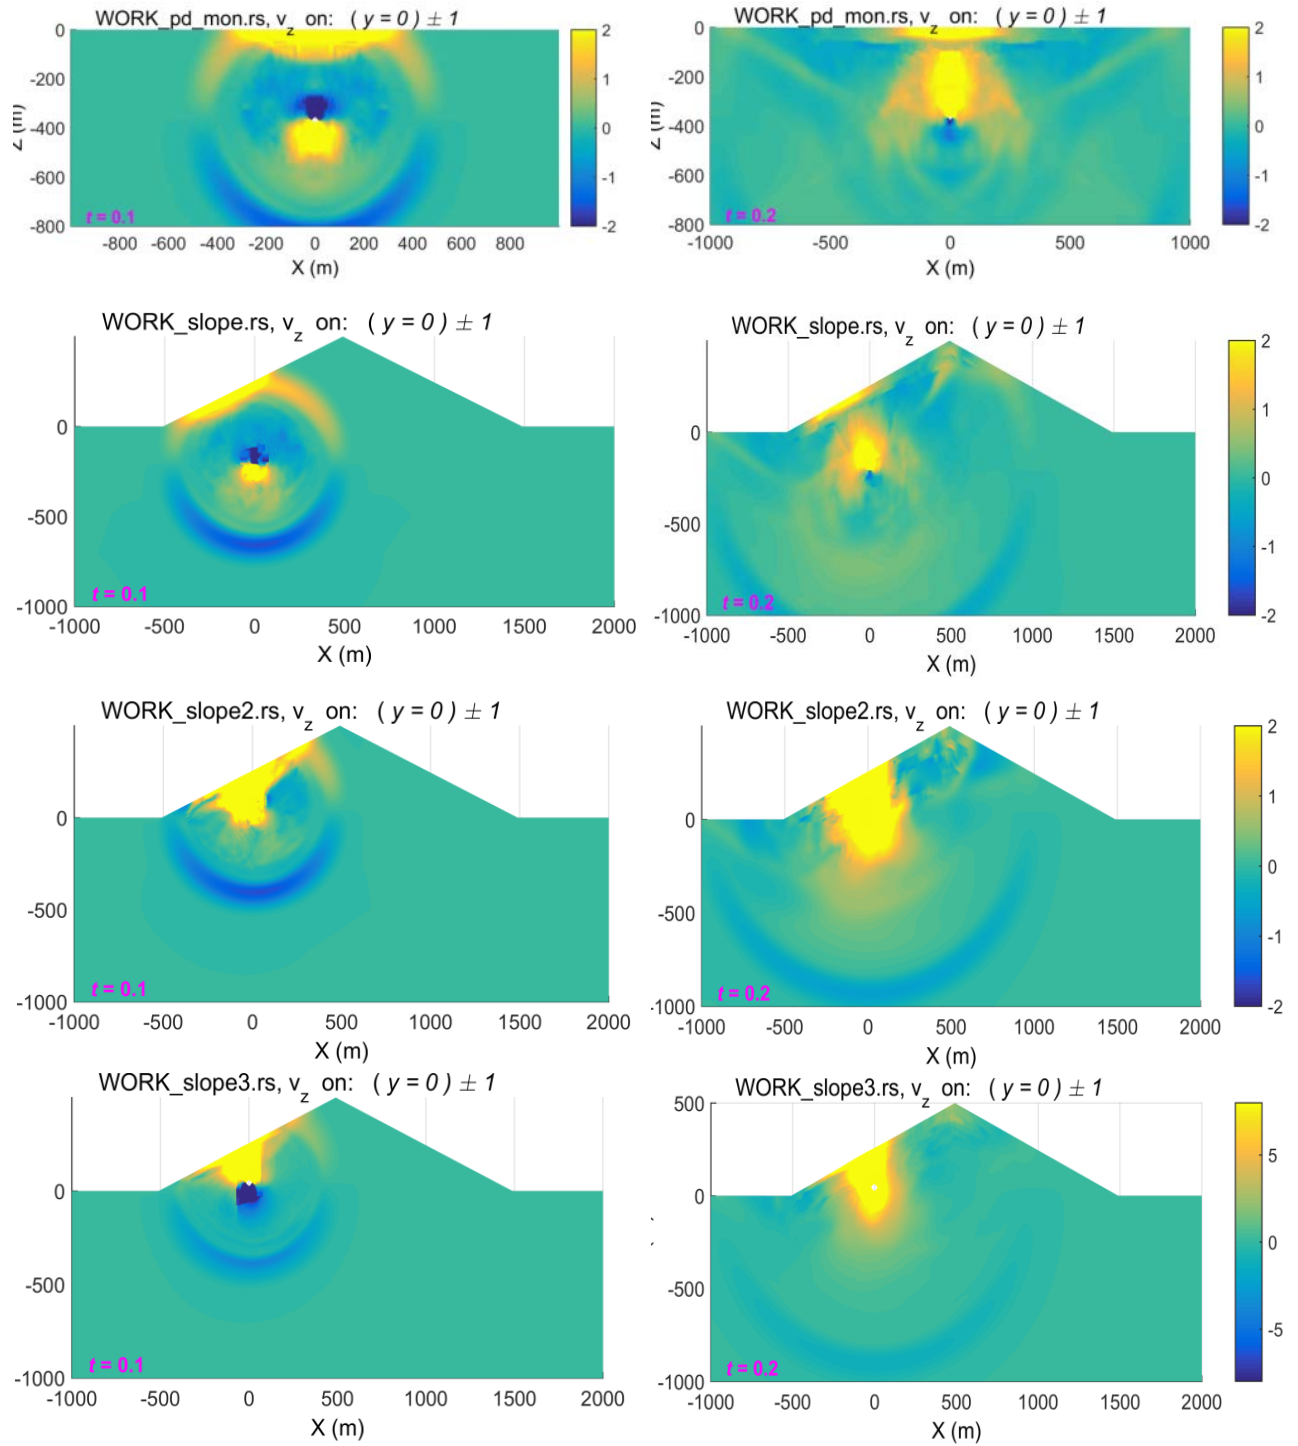 WORK_pd_mon.rs, v_z on: ( y = 0 ) ± 1
0
-200
-400
-600
-800
Z (m)
t = 0.1
-800 -600 -400 -200 0 200 400 600 800
X (m)
2
1
0
-1
-2
WORK_pd_mon.rs, v_z on: ( y = 0 ) ± 1
0
-200
-400
-600
-800
Z (m)
t = 0.2
-1000 -500 0 500 1000
X (m)
2
1
0
-1
-2
WORK_slope.rs, v_z on: ( y = 0 ) ± 1
0
-500
-1000
t = 0.1
-1000 -500 0 500 1000 1500 2000
X (m)
WORK_slope.rs, v_z on: ( y = 0 ) ± 1
0
-500
-1000
t = 0.2
-1000 -500 0 500 1000 1500 2000
X (m)
2
1
0
-1
-2
WORK_slope2.rs, v_z on: ( y = 0 ) ± 1
0
-500
-1000
t = 0.1
-1000 -500 0 500 1000 1500 2000
X (m)
WORK_slope2.rs, v_z on: ( y = 0 ) ± 1
0
-500
-1000
t = 0.2
-1000 -500 0 500 1000 1500 2000
X (m)
2
1
0
-1
-2
WORK_slope3.rs, v_z on: ( y = 0 ) ± 1
0
-500
-1000
t = 0.1
-1000 -500 0 500 1000 1500 2000
X (m)
WORK_slope3.rs, v_z on: ( y = 0 ) ± 1
500
0
-500
-1000
t = 0.2
-1000 -500 0 500 1000 1500 2000
X (m)
5
0
-5